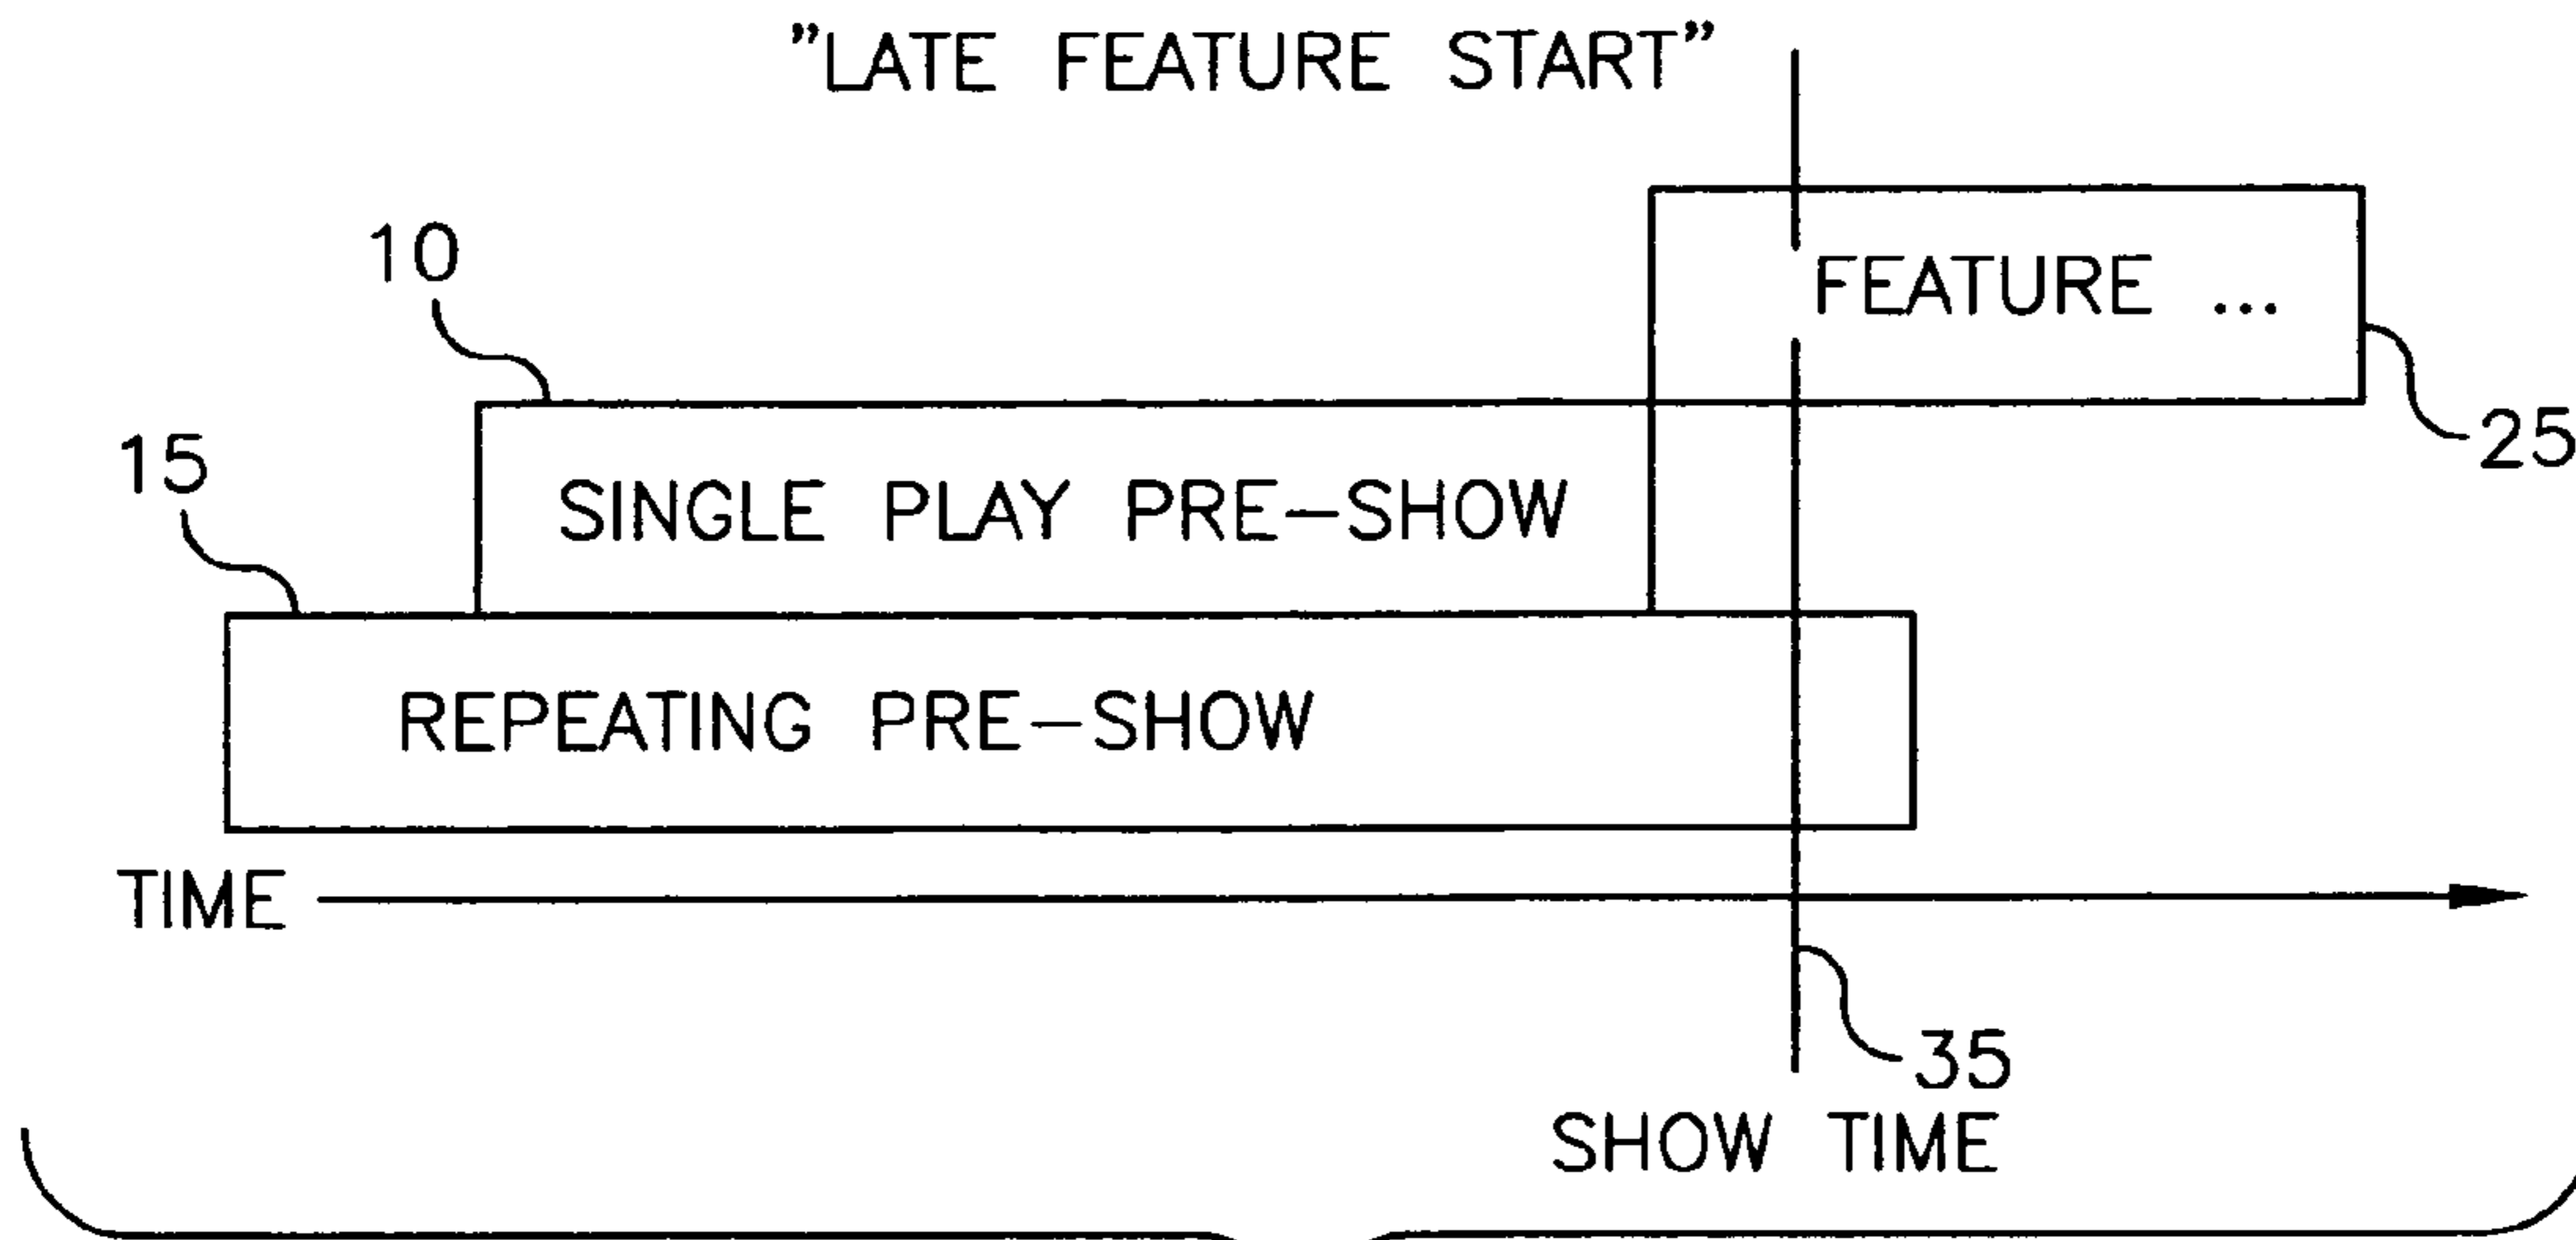 ”LATE FEATURE START”
10
FEATURE ...
15
25
SINGLE PLAY PRE–SHOW
REPEATING PRE–SHOW
TIME
35
SHOW TIME